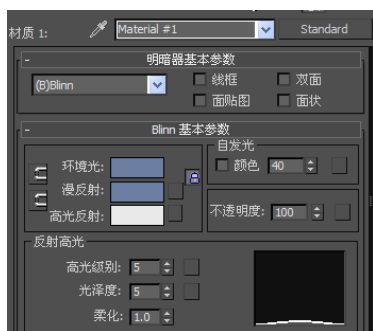 材质 1: Material #1 Standard
- 明暗器基本参数
(B)Blinn 线框 双面
面贴图 面状
- Blinn 基本参数
自发光
环境光: 颜色 40
漫反射:
高光反射: 不透明度: 100
反射高光
高光级别: 5
光泽度: 5
柔化: 1.0